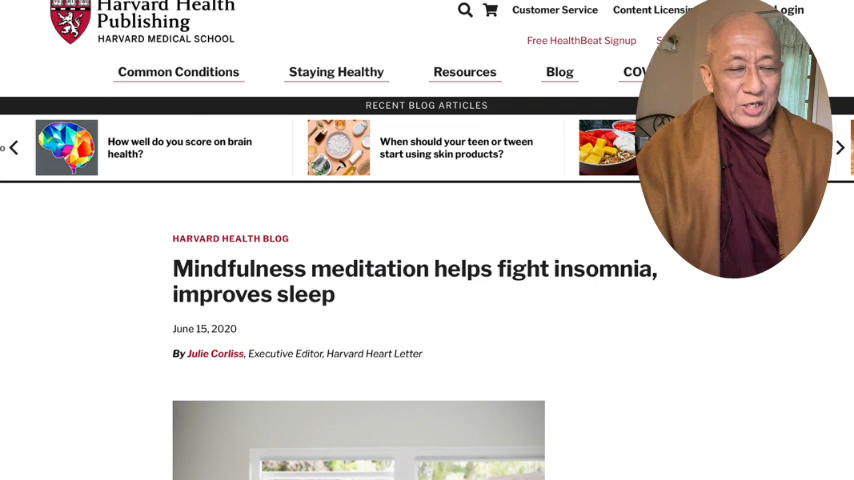 Harvard Health
Publishing
HARVARD MEDICAL SCHOOL
Customer Service
Content
Login
Free HealthBeat Signup
Common Conditions
Staying Healthy
Resources
Blog
RECENT BLOG ARTICLES
How well do you score on brain
health?
When should your teen or tween
start using skin products?
HARVARD HEALTH BLOG
Mindfulness meditation helps fight insomnia,
improves sleep
June 15, 2020
By Julie Corliss, Executive Editor, Harvard Heart Letter